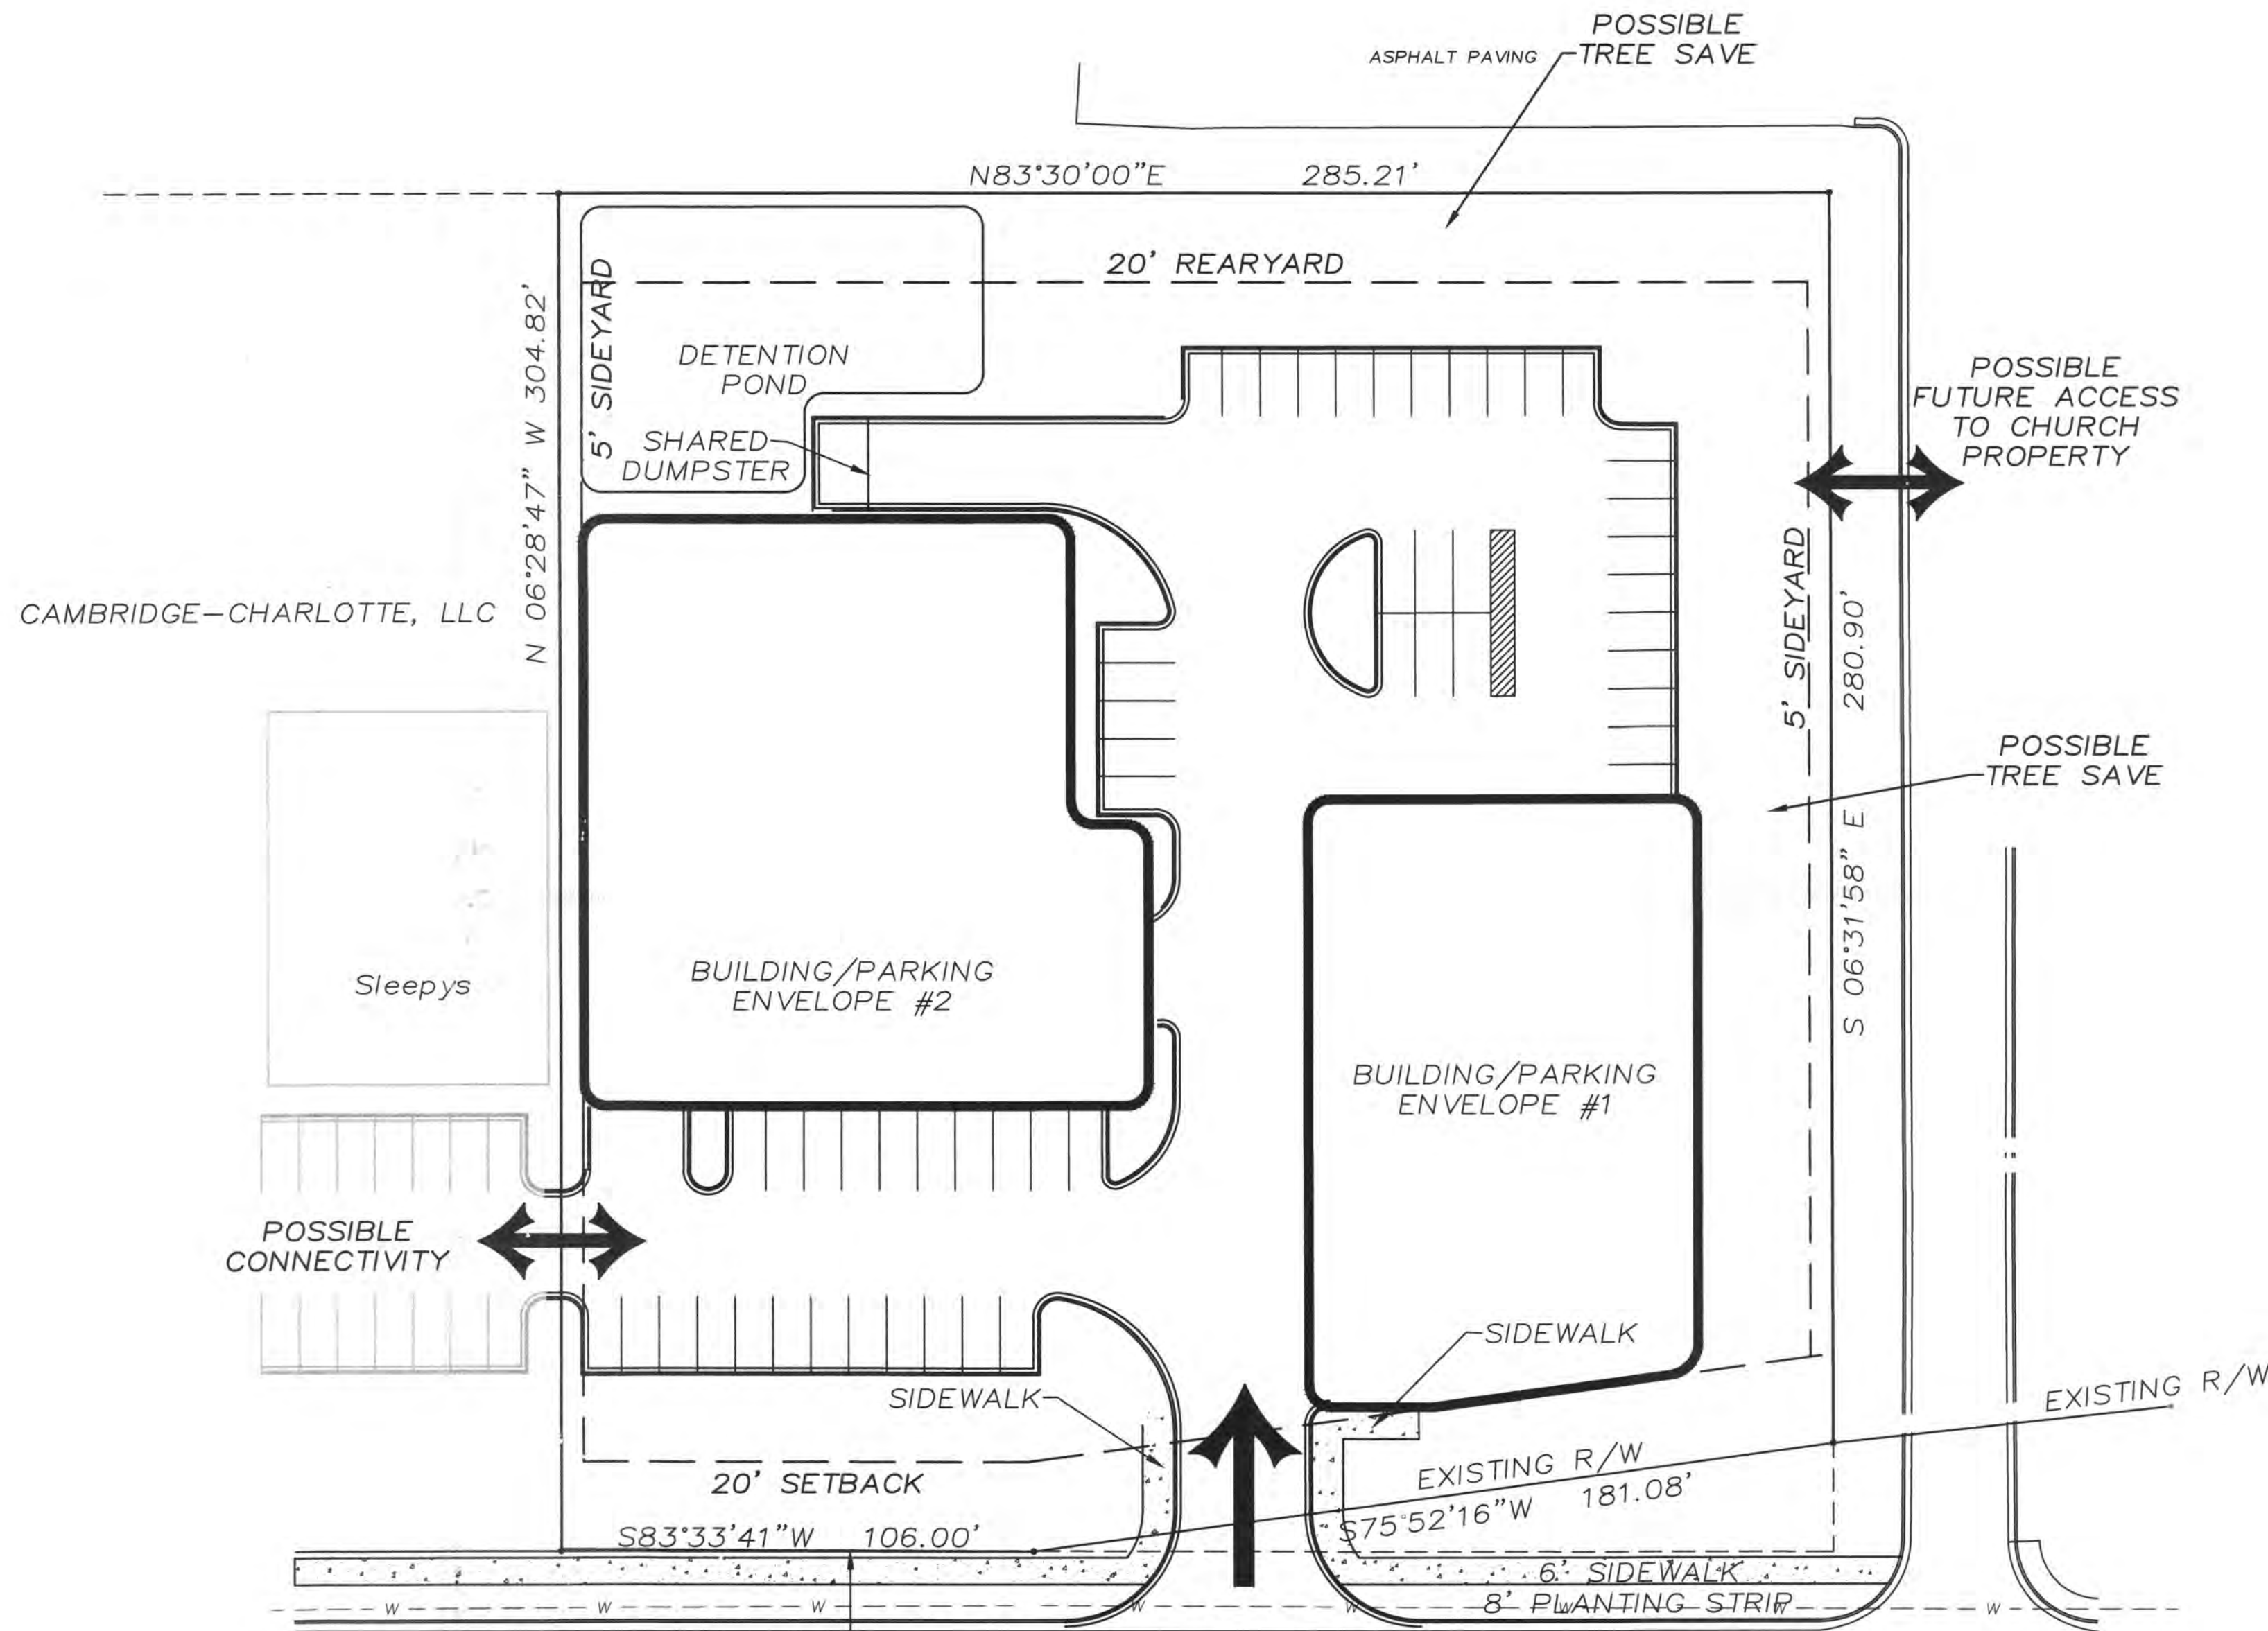 POSSIBLE
TREE SAVE
ASPHALT PAVING
N83°30'00"E 285.21'
20' REARYARD
5' SIDEYARD
N 06°28'47" W 304.82'
DETENTION
POND
SHARED
DUMPSTER
POSSIBLE
FUTURE ACCESS
TO CHURCH
PROPERTY
CAMBRIDGE-CHARLOTTE, LLC
5' SIDEYARD
S 06°31'58" E 280.90'
POSSIBLE
TREE SAVE
Sleepys
BUILDING/PARKING
ENVELOPE #2
BUILDING/PARKING
ENVELOPE #1
POSSIBLE
CONNECTIVITY
SIDEWALK
SIDEWALK
EXISTING R/W
20' SETBACK
EXISTING R/W
S75°52'16"W 181.08'
S83°33'41"W 106.00'
6' SIDEWALK
8' PLANTING STRIP
W W W W W W W